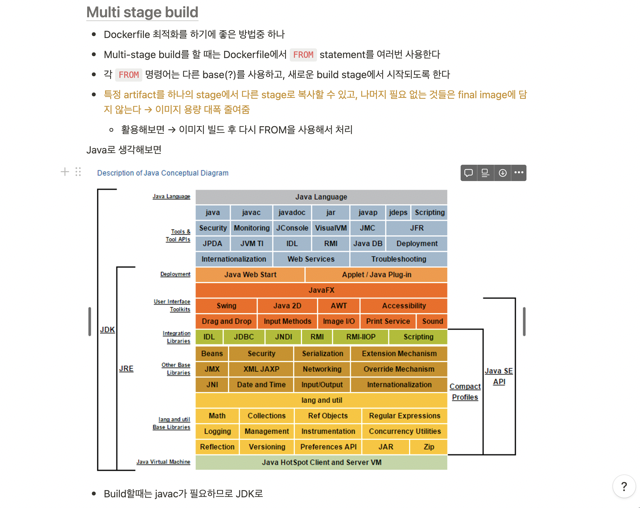 Multi stage build
• Dockerfile 최적화를 하기에 좋은 방법중 하나
• Multi-stage build를 할 때는 Dockerfile에서 FROM statement를 여러번 사용한다
• 각 FROM 명령어는 다른 base(?)를 사용하고, 새로운 build stage에서 시작되도록 한다
• 특정 artifact를 하나의 stage에서 다른 stage로 복사할 수 있고, 나머지 필요 없는 것들은 final image에 담
지 않는다 → 이미지 용량 대폭 줄여줌
◦ 활용해보면 → 이미지 빌드 후 다시 FROM을 사용해서 처리
Java로 생각해보면
Description of Java Conceptual Diagram
Java Language Java Language
java javac javadoc jar javap jdeps Scripting
Tools &
Tool APIs
Security Monitoring JConsole VisualVM JMC JFR
JPDA JVM TI IDL RMI Java DB Deployment
Internationalization Web Services Troubleshooting
Deployment Java Web Start Applet / Java Plug-in
JavaFX
User Interface
Toolkits
Swing Java 2D AWT Accessibility
Drag and Drop Input Methods Image I/O Print Service Sound
Integration
Libraries
IDL JDBC JNDI RMI RMI-IIOP Scripting
JDK
JRE
Other Base
Libraries
Beans Security Serialization Extension Mechanism
JMX XML JAXP Networking Override Mechanism
JNI Date and Time Input/Output Internationalization
Java SE
API
Compact
Profiles
lang and util
lang and util
Base Libraries
Math Collections Ref Objects Regular Expressions
Logging Management Instrumentation Concurrency Utilities
Reflection Versioning Preferences API JAR Zip
Java Virtual Machine Java HotSpot Client and Server VM
• Build할때는 javac가 필요하므로 JDK로
?